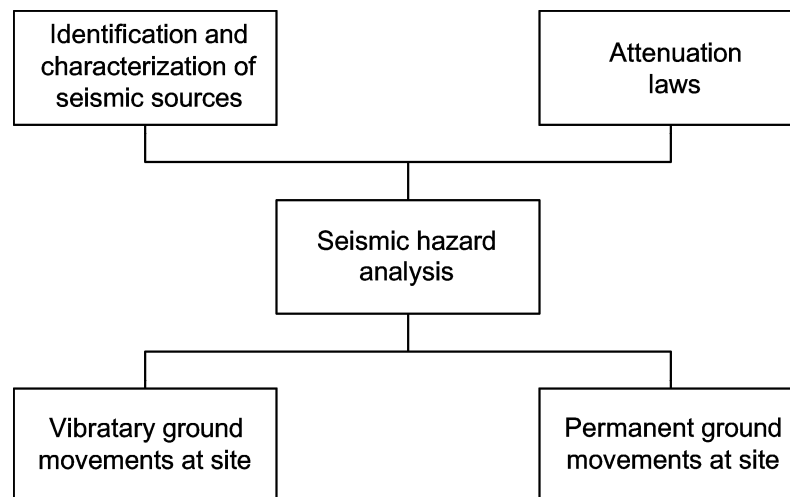 Identification and
characterization of
seismic sources
Attenuation
laws
Seismic hazard
analysis
Vibratary ground
movements at site
Permanent ground
movements at site